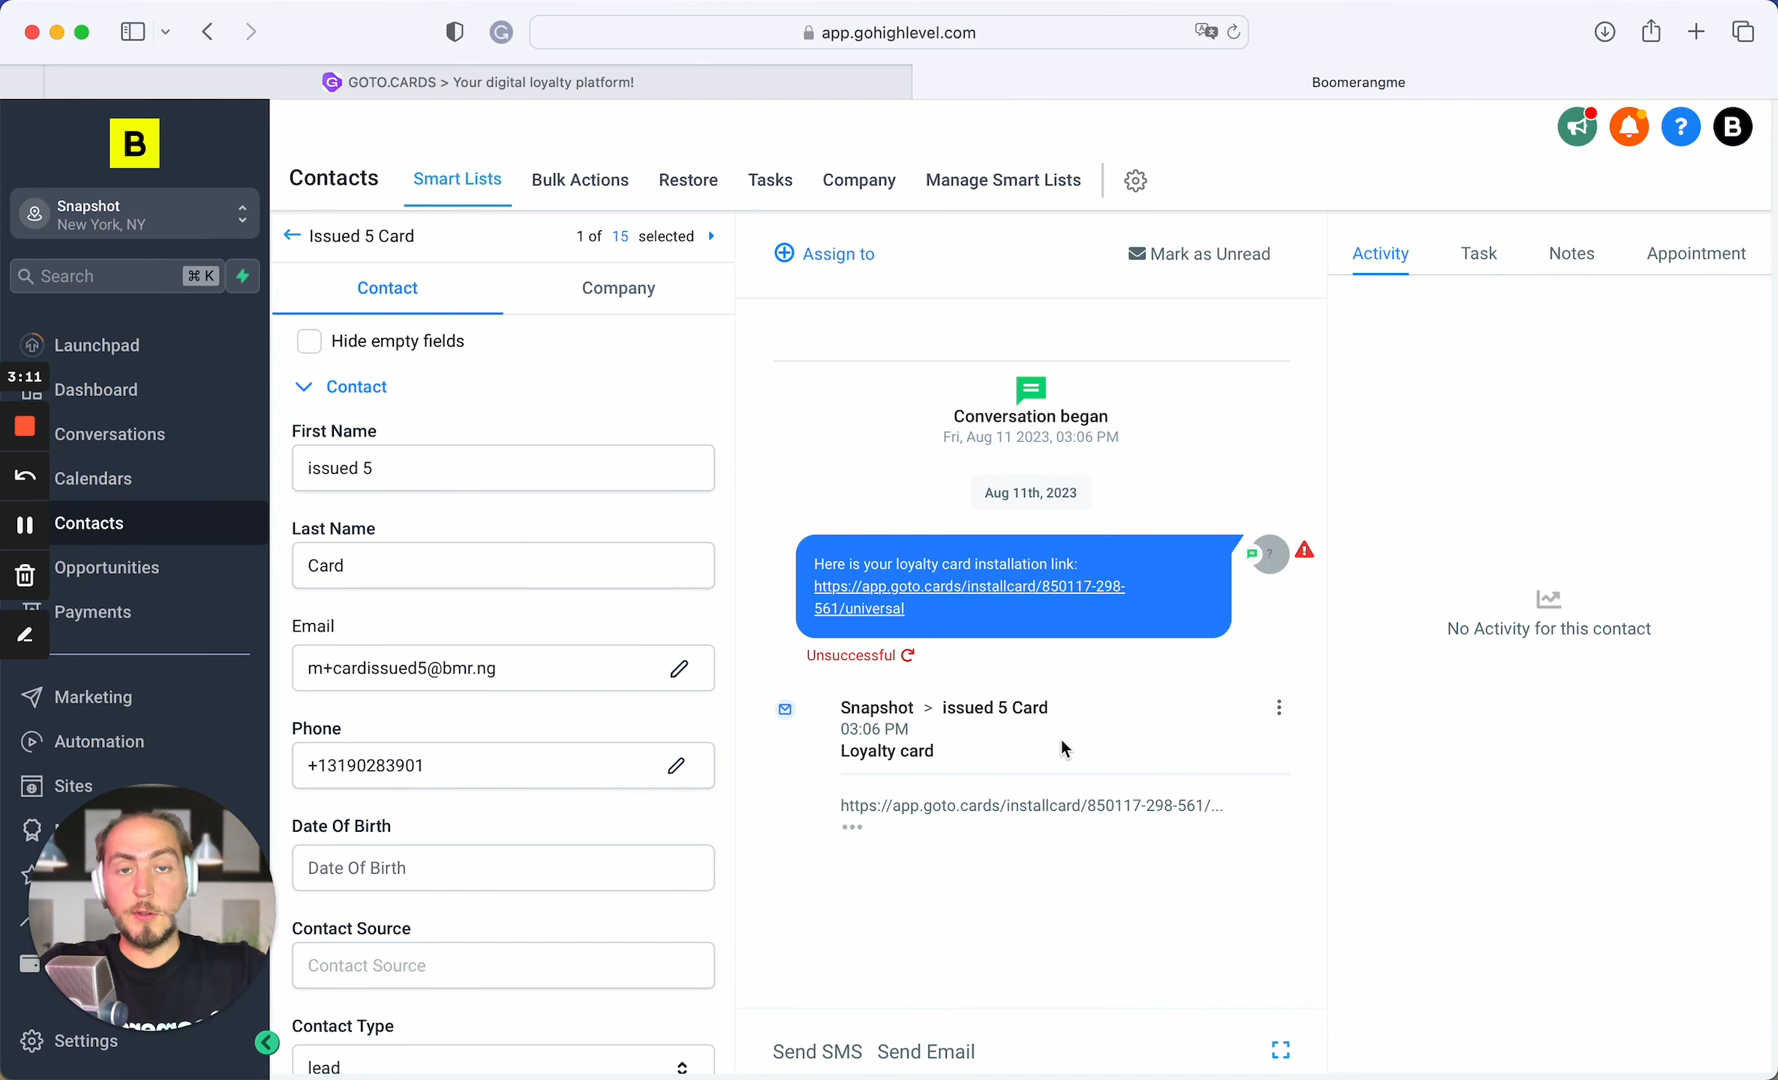 app.gohighlevel.com
GOTO.CARDS > Your digital loyalty platform!
Boomerangme
B
Snapshot
New York, NY
Search
⌘ K
Launchpad
3:11
Dashboard
Conversations
Calendars
Contacts
Opportunities
Payments
Marketing
Automation
Sites
Settings
Contacts
Smart Lists
Bulk Actions
Restore
Tasks
Company
Manage Smart Lists
?
B
Issued 5 Card
1 of 15 selected
Contact
Company
Hide empty fields
Contact
First Name
issued 5
Last Name
Card
Email
m+cardissued5@bmr.ng
Phone
+13190283901
Date Of Birth
Date Of Birth
Contact Source
Contact Source
Contact Type
lead
Assign to
Mark as Unread
Conversation began
Fri, Aug 11 2023, 03:06 PM
Aug 11th, 2023
Here is your loyalty card installation link:
https://app.goto.cards/installcard/850117-298-
561/universal
?
Unsuccessful
Snapshot > issued 5 Card
03:06 PM
Loyalty card
https://app.goto.cards/installcard/850117-298-561/...
Send SMS
Send Email
Activity
Task
Notes
Appointment
No Activity for this contact